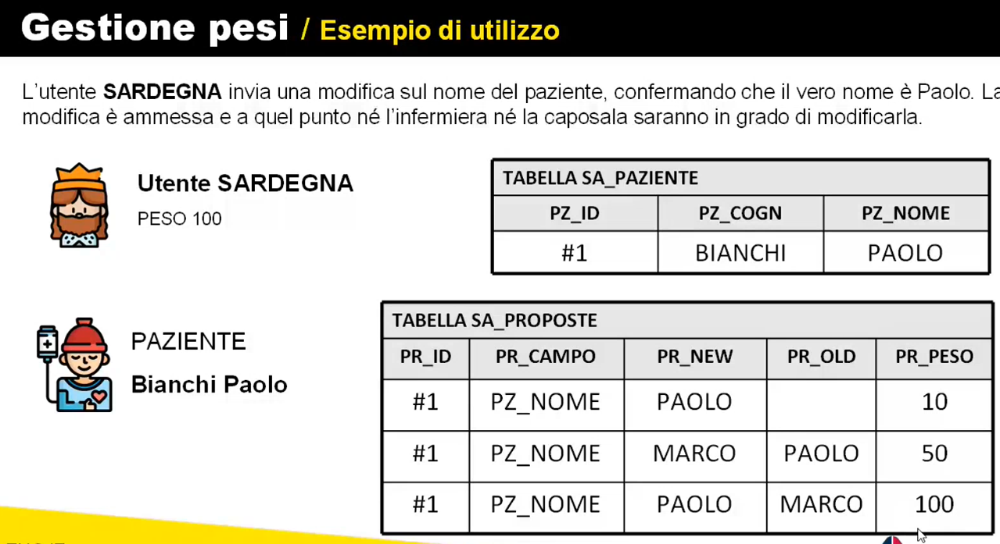 Gestione pesi / Esempio di utilizzo
L'utente SARDEGNA invia una modifica sul nome del paziente, confermando che il vero nome è Paolo. La
modifica è ammessa e a quel punto né l'infermiera né la caposala saranno in grado di modificarla.
Utente SARDEGNA
PESO 100
TABELLA SA_PAZIENTE
PZ_ID PZ_COGN PZ_NOME
#1 BIANCHI PAOLO
PAZIENTE
Bianchi Paolo
TABELLA SA_PROPOSTE
PR_ID PR_CAMPO PR_NEW PR_OLD PR_PESO
#1 PZ_NOME PAOLO 10
#1 PZ_NOME MARCO PAOLO 50
#1 PZ_NOME PAOLO MARCO 100